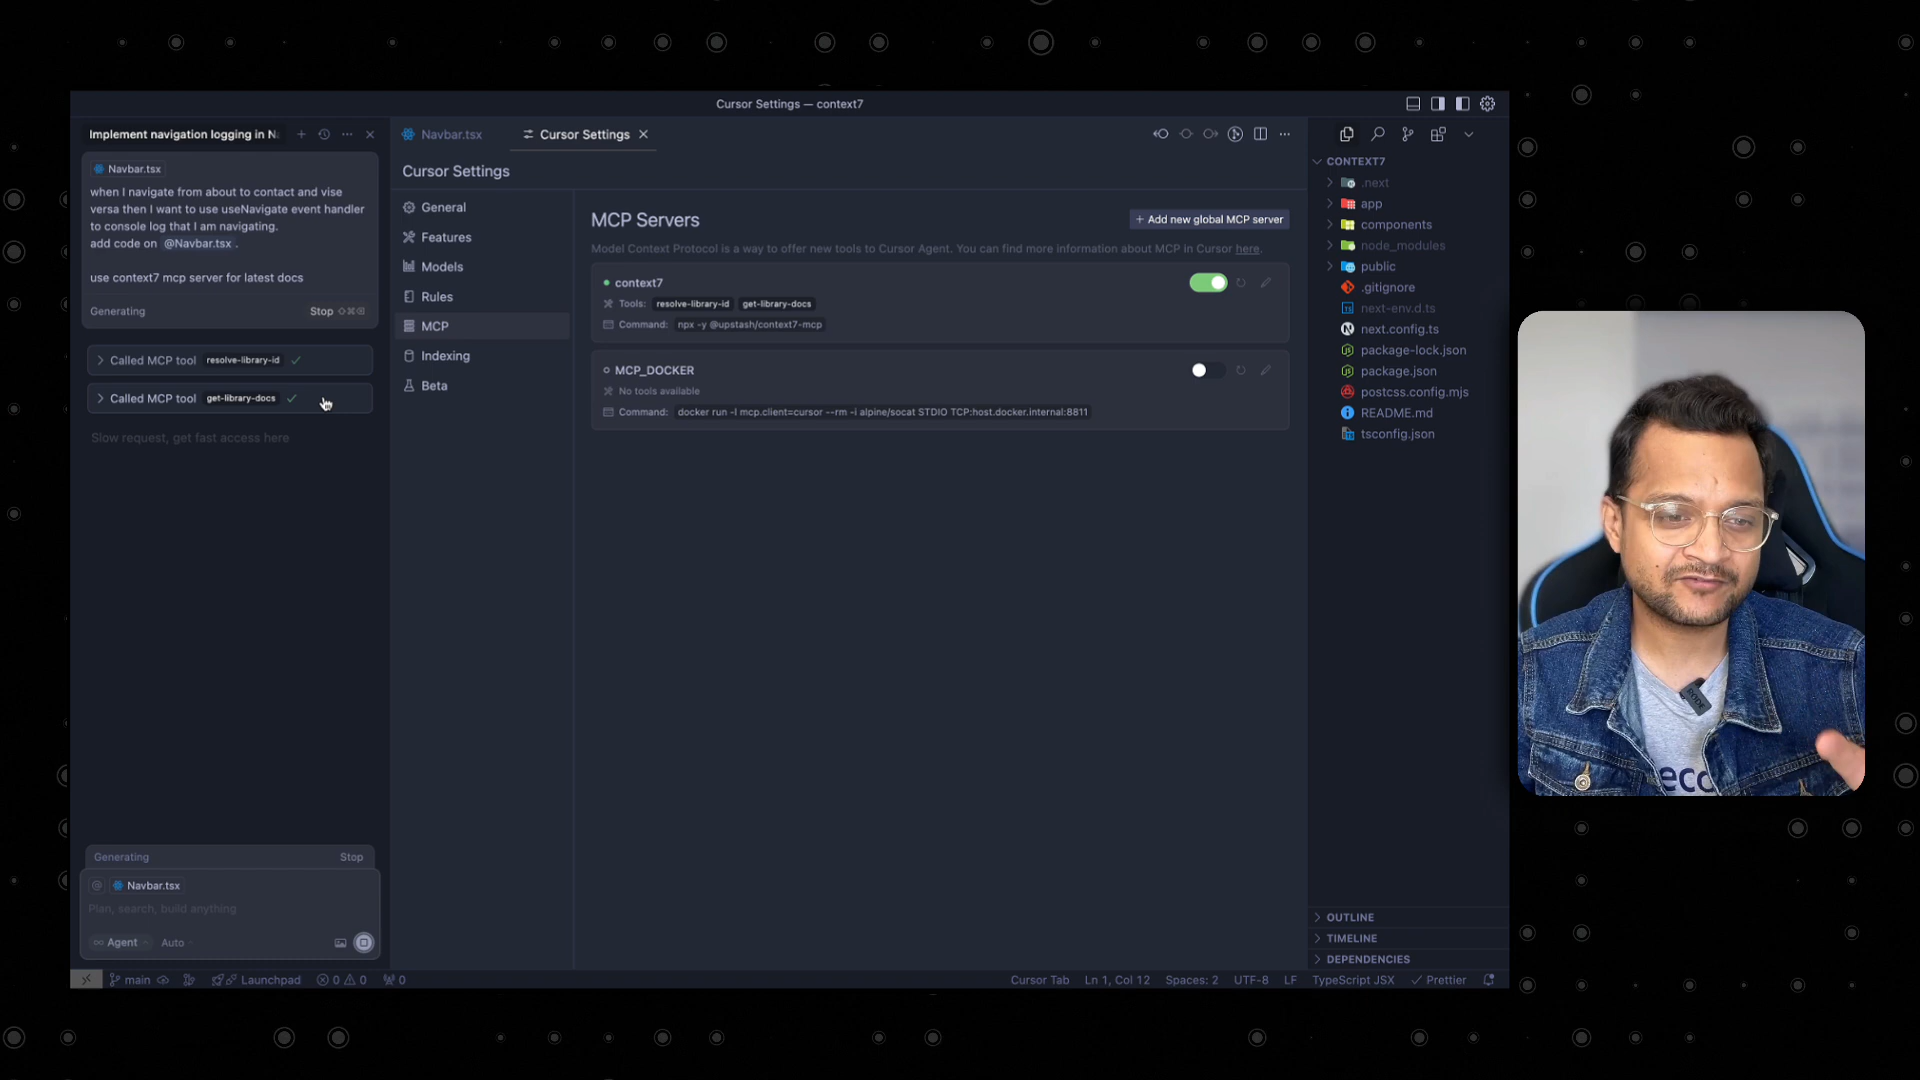 Cursor Settings — context7
Implement navigation logging in N
Navbar.tsx
when I navigate from about to contact and vise
versa then I want to use useNavigate event handler
to console log that I am navigating.
add code on @Navbar.tsx .
use context7 mcp server for latest docs
Generating
Stop
Called MCP tool resolve-library-id
Called MCP tool get-library-docs
Slow request, get fast access here
Generating
Stop
@ Navbar.tsx
Plan, search, build anything
Agent
Auto
Navbar.tsx
Cursor Settings
Cursor Settings
General
Features
Models
Rules
MCP
Indexing
Beta
MCP Servers
+ Add new global MCP server
Model Context Protocol is a way to offer new tools to Cursor Agent. You can find more information about MCP in Cursor here.
context7
Tools: resolve-library-id get-library-docs
Command: npx -y @upstash/context7-mcp
MCP_DOCKER
No tools available
Command: docker run -l mcp.client=cursor --rm -i alpine/socat STDIO TCP:host.docker.internal:8811
CONTEXT7
.next
app
components
node_modules
public
.gitignore
next-env.d.ts
next.config.ts
package-lock.json
package.json
postcss.config.mjs
README.md
tsconfig.json
OUTLINE
TIMELINE
DEPENDENCIES
main
Launchpad
0
0
0
Cursor Tab
Ln 1, Col 12
Spaces: 2
UTF-8
LF
TypeScript JSX
Prettier
eco